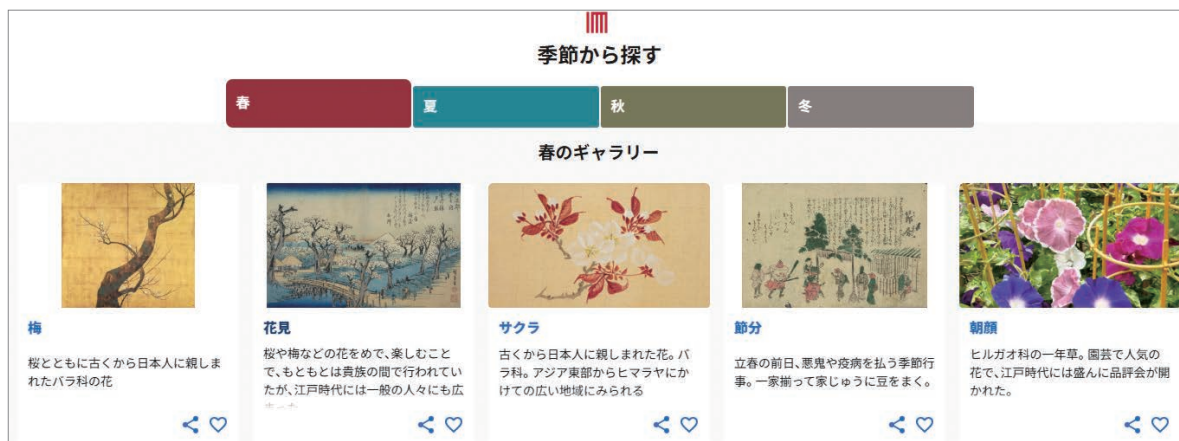 季節から探す
春
夏
秋
冬
春のギャラリー
梅
桜とともに古くから日本人に親しま
れたバラ科の花
花見
桜や梅などの花をめで、楽しむこと
で、もともとは貴族の間で行われてい
たが、江戸時代には一般の人々にも広
サクラ
古くから日本人に親しまれた花。バ
ラ科。アジア東部からヒマラヤにか
けての広い地域にみられる
節分
立春の前日、悪鬼や疫病を払う季節行
事。一家揃って家じゅうに豆をまく。
朝顔
ヒルガオ科の一年草。園芸で人気の
花で、江戸時代には盛んに品評会が開
かれた。